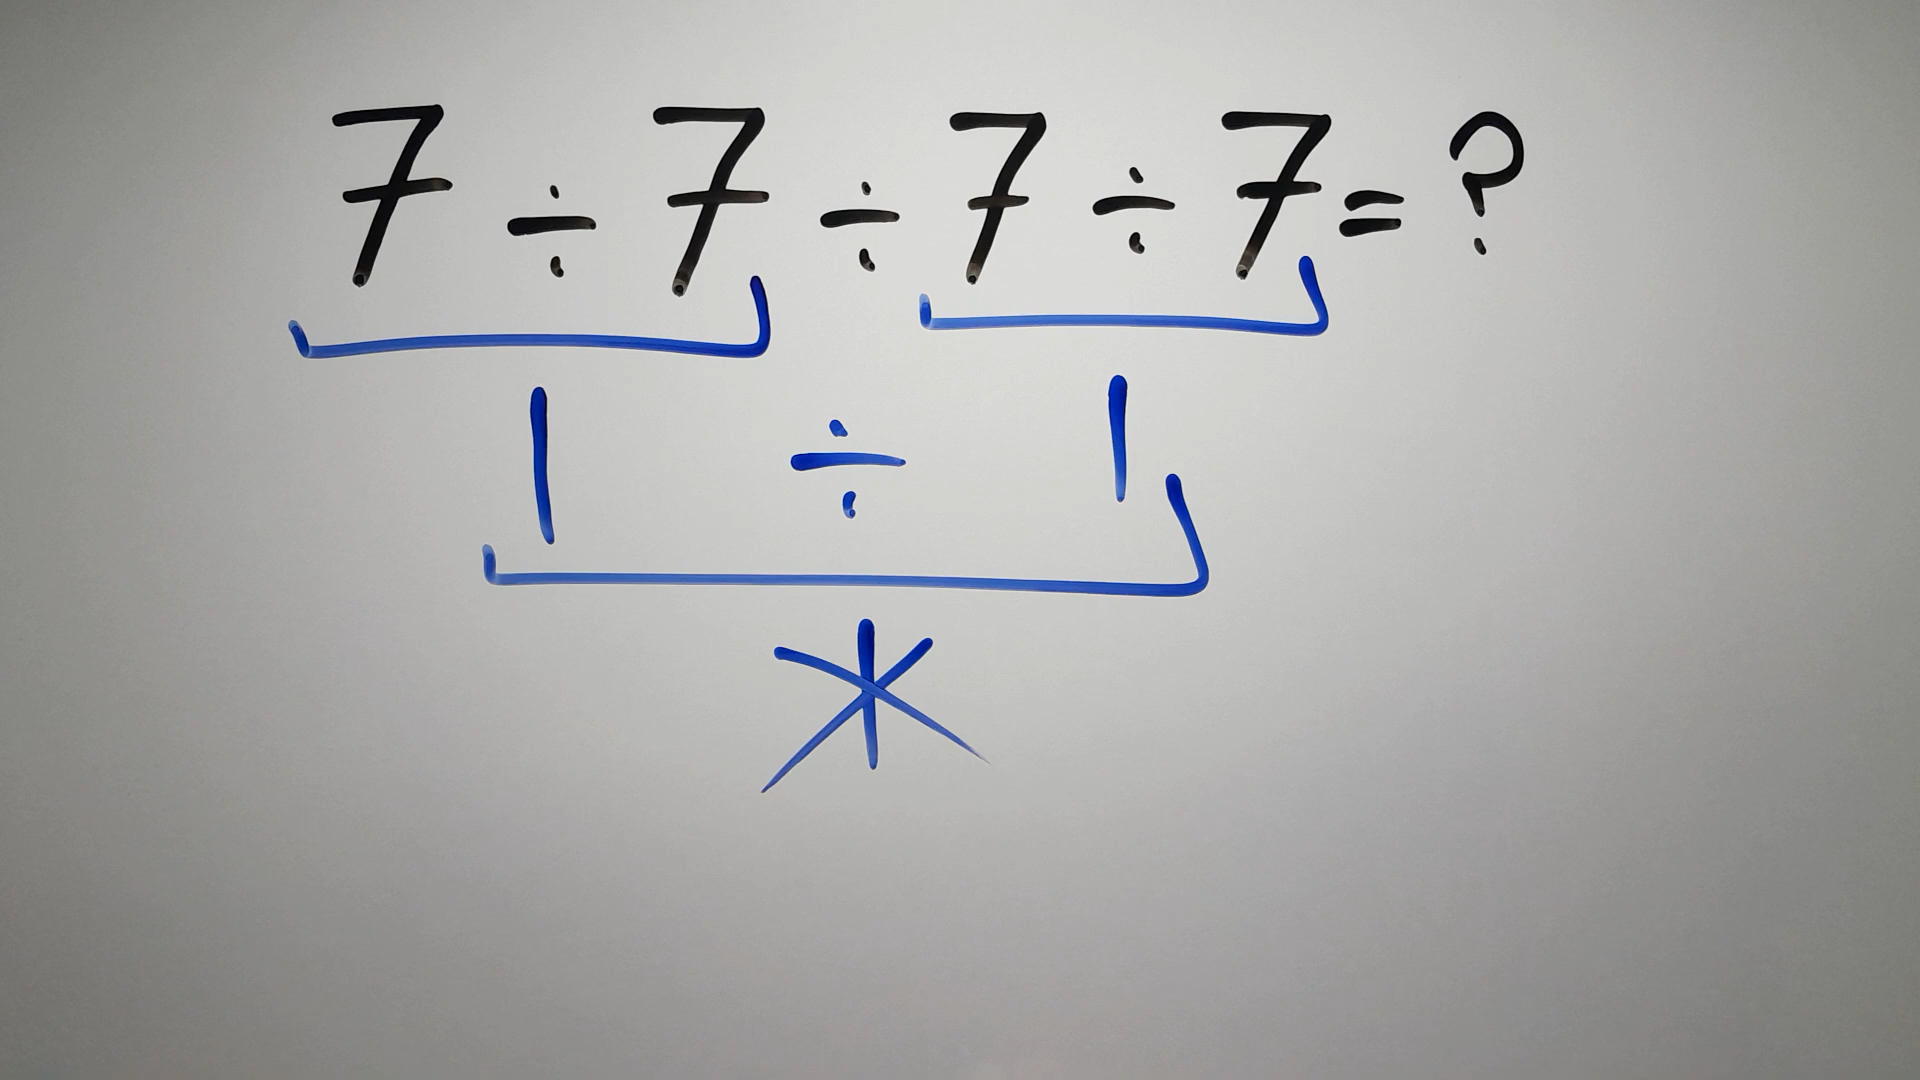 7 ÷ 7 ÷ 7 ÷ 7 = ?
1 ÷ 1